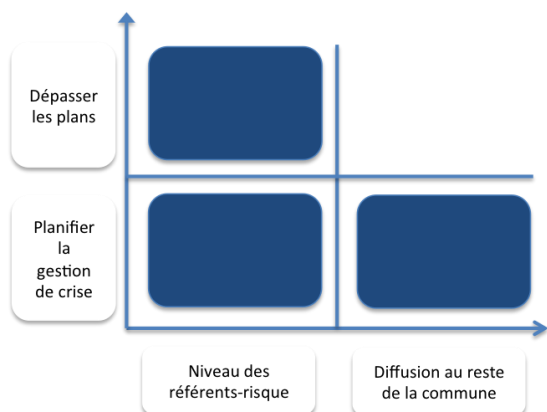 Dépasser
les plans
Planifier
la
gestion
de crise
Niveau des
référents-risque
Diffusion au reste
de la commune